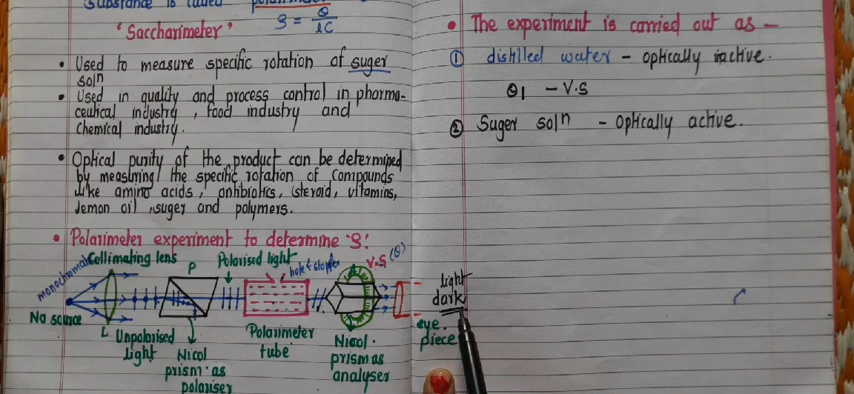 Substance is called
S = θ/lC
'Saccharimeter'
• Used to measure specific rotation of suger
soln
• Used in quality and process control in pharma-
ceutical industry, food industry and
chemical industry.
• Optical purity of the product can be determined
by measuring the specific rotation of compounds
like amino acids, antibiotics, steroid, vitamins,
lemon oil, suger and polymers.
• Polarimeter experiment to determine 'S'.
monochromatic
Collimating lens
P
Polarised light
hole & stopper
A
V.S (θ)
Na source
L
Unpolarised
light
Nicol
prism as
polariser
Polarimeter
tube
Nicol
prism as
analyser
light
dark
eye
piece
• The experiment is carried out as –
① distilled water – optically inactive.
θ1 – V.S
② Suger soln – optically active.